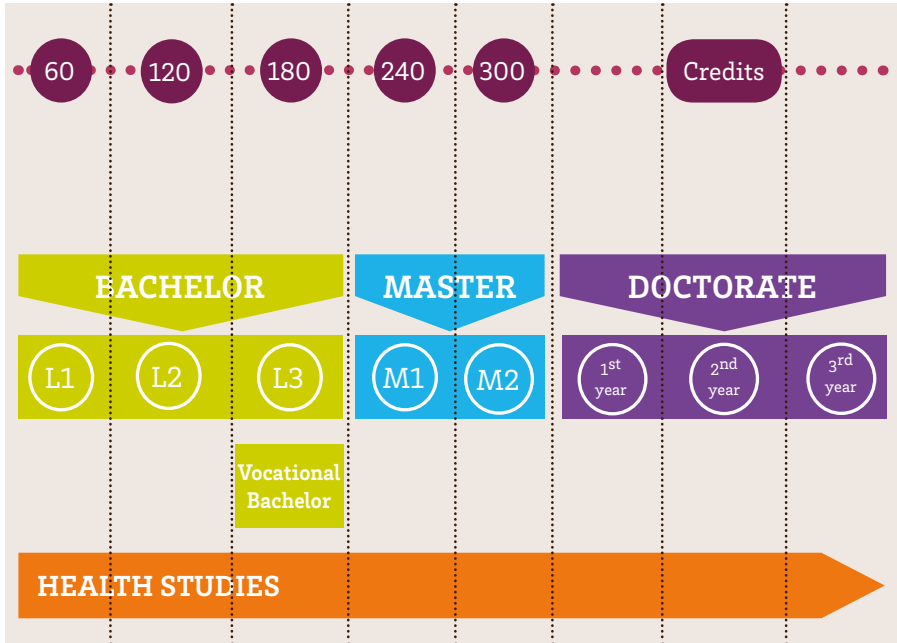 60 120 180 240 300 Credits
BACHELOR MASTER DOCTORATE
L1 L2 L3 M1 M2 1st year 2nd year 3rd year
Vocational
Bachelor
HEALTH STUDIES